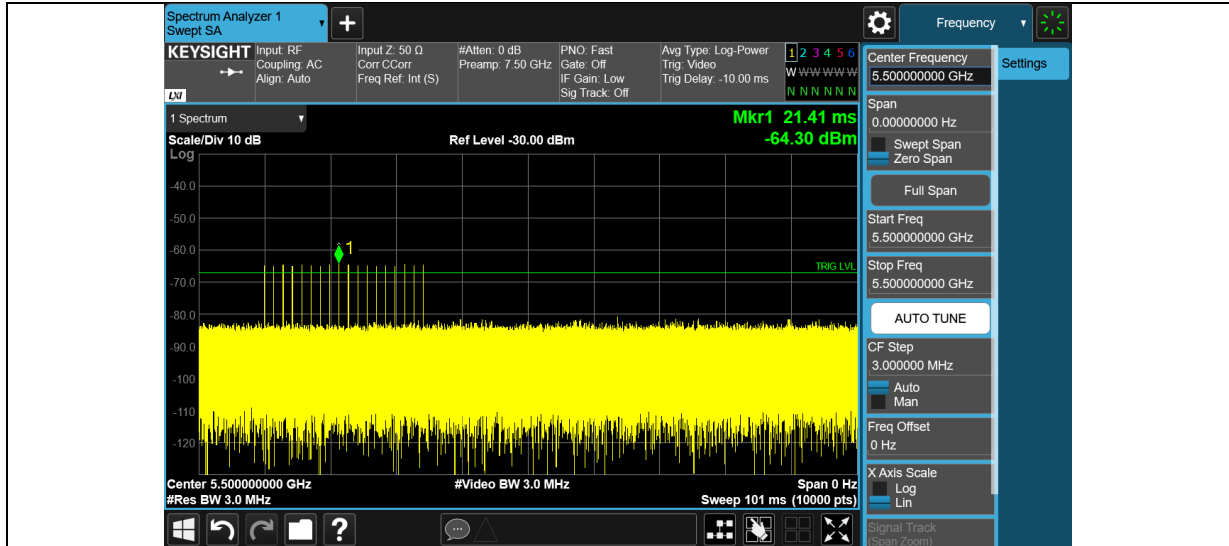 Spectrum Analyzer 1
Swept SA
Frequency
KEYSIGHT
LXI
Input: RF
Coupling: AC
Align: Auto
Input Z: 50 Ω
Corr CCorr
Freq Ref: Int (S)
#Atten: 0 dB
Preamp: 7.50 GHz
PNO: Fast
Gate: Off
IF Gain: Low
Sig Track: Off
Avg Type: Log-Power
Trig: Video
Trig Delay: -10.00 ms
1 2 3 4 5 6
W W W W W W
N N N N N N
1 Spectrum
Mkr1 21.41 ms
-64.30 dBm
Scale/Div 10 dB
Ref Level -30.00 dBm
Log
-40.0
-50.0
-60.0
-70.0
-80.0
-90.0
-100
-110
-120
1
TRIG LVL
Center 5.500000000 GHz
#Video BW 3.0 MHz
Span 0 Hz
#Res BW 3.0 MHz
Sweep 101 ms (10000 pts)
?
Settings
Center Frequency
5.500000000 GHz
Span
0.00000000 Hz
Swept Span
Zero Span
Full Span
Start Freq
5.500000000 GHz
Stop Freq
5.500000000 GHz
AUTO TUNE
CF Step
3.000000 MHz
Auto
Man
Freq Offset
0 Hz
X Axis Scale
Log
Lin
Signal Track
(Span Zoom)